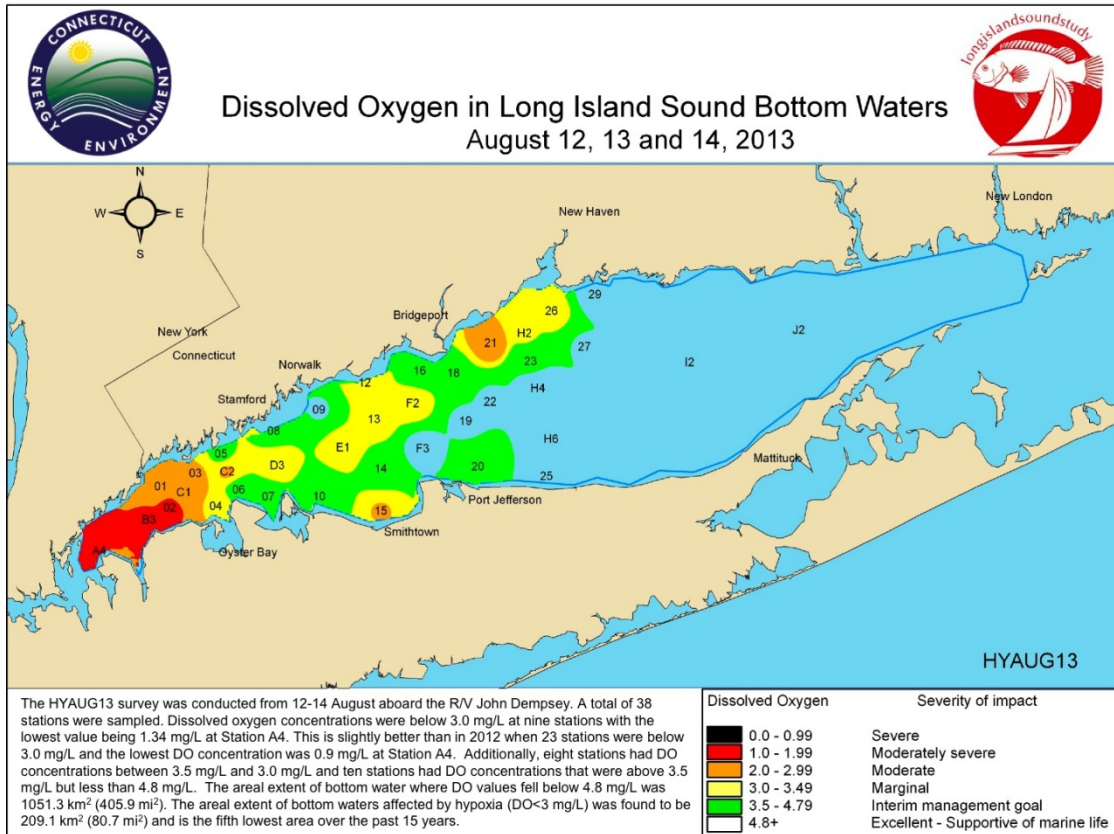 CONNECTICUT
ENERGY
ENVIRONMENT
longislandsoundstudy
Dissolved Oxygen in Long Island Sound Bottom Waters
August 12, 13 and 14, 2013
N
W E
S
New London
New Haven
29
26
Bridgeport
H2
J2
New York
21
27
Connecticut
23
I2
Norwalk
16
18
12
H4
Stamford
09
F2
22
13
19
08
H6
E1
F3
05
Mattituck
03
C2
D3
14
20
25
01
C1
06
07
10
Port Jefferson
02
04
15
B3
Smithtown
A4
Oyster Bay
HYAUG13
The HYAUG13 survey was conducted from 12-14 August aboard the R/V John Dempsey. A total of 38
stations were sampled. Dissolved oxygen concentrations were below 3.0 mg/L at nine stations with the
lowest value being 1.34 mg/L at Station A4. This is slightly better than in 2012 when 23 stations were below
3.0 mg/L and the lowest DO concentration was 0.9 mg/L at Station A4.  Additionally, eight stations had DO
concentrations between 3.5 mg/L and 3.0 mg/L and ten stations had DO concentrations that were above 3.5
mg/L but less than 4.8 mg/L.  The areal extent of bottom water where DO values fell below 4.8 mg/L was
1051.3 km² (405.9 mi²). The areal extent of bottom waters affected by hypoxia (DO<3 mg/L) was found to be
209.1 km² (80.7 mi²) and is the fifth lowest area over the past 15 years.
Dissolved Oxygen Severity of impact
0.0 - 0.99 Severe
1.0 - 1.99 Moderately severe
2.0 - 2.99 Moderate
3.0 - 3.49 Marginal
3.5 - 4.79 Interim management goal
4.8+ Excellent - Supportive of marine life